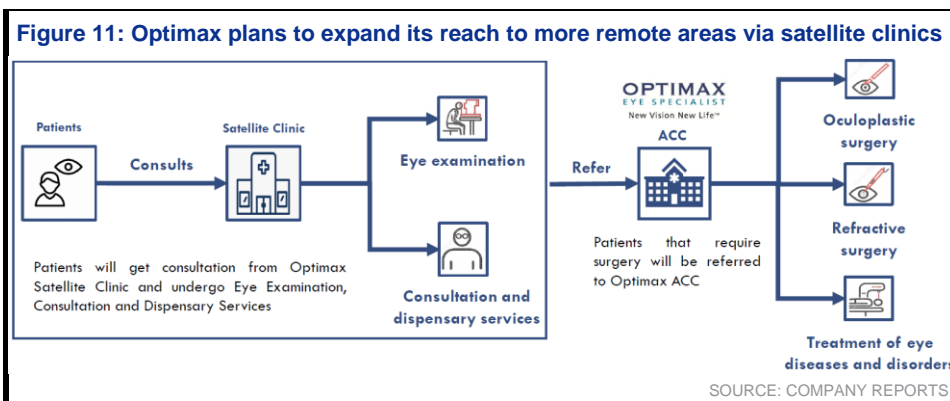 Figure 11: Optimax plans to expand its reach to more remote areas via satellite clinics
Patients
Consults
Satellite Clinic
Eye examination
Consultation and
dispensary services
Patients will get consultation from Optimax
Satellite Clinic and undergo Eye Examination,
Consultation and Dispensary Services
Refer
OPTIMAX
EYE SPECIALIST
New Vision New Life™
ACC
Patients that require
surgery will be referred
to Optimax ACC
Oculoplastic
surgery
Refractive
surgery
Treatment of eye
diseases and disorders
SOURCE: COMPANY REPORTS